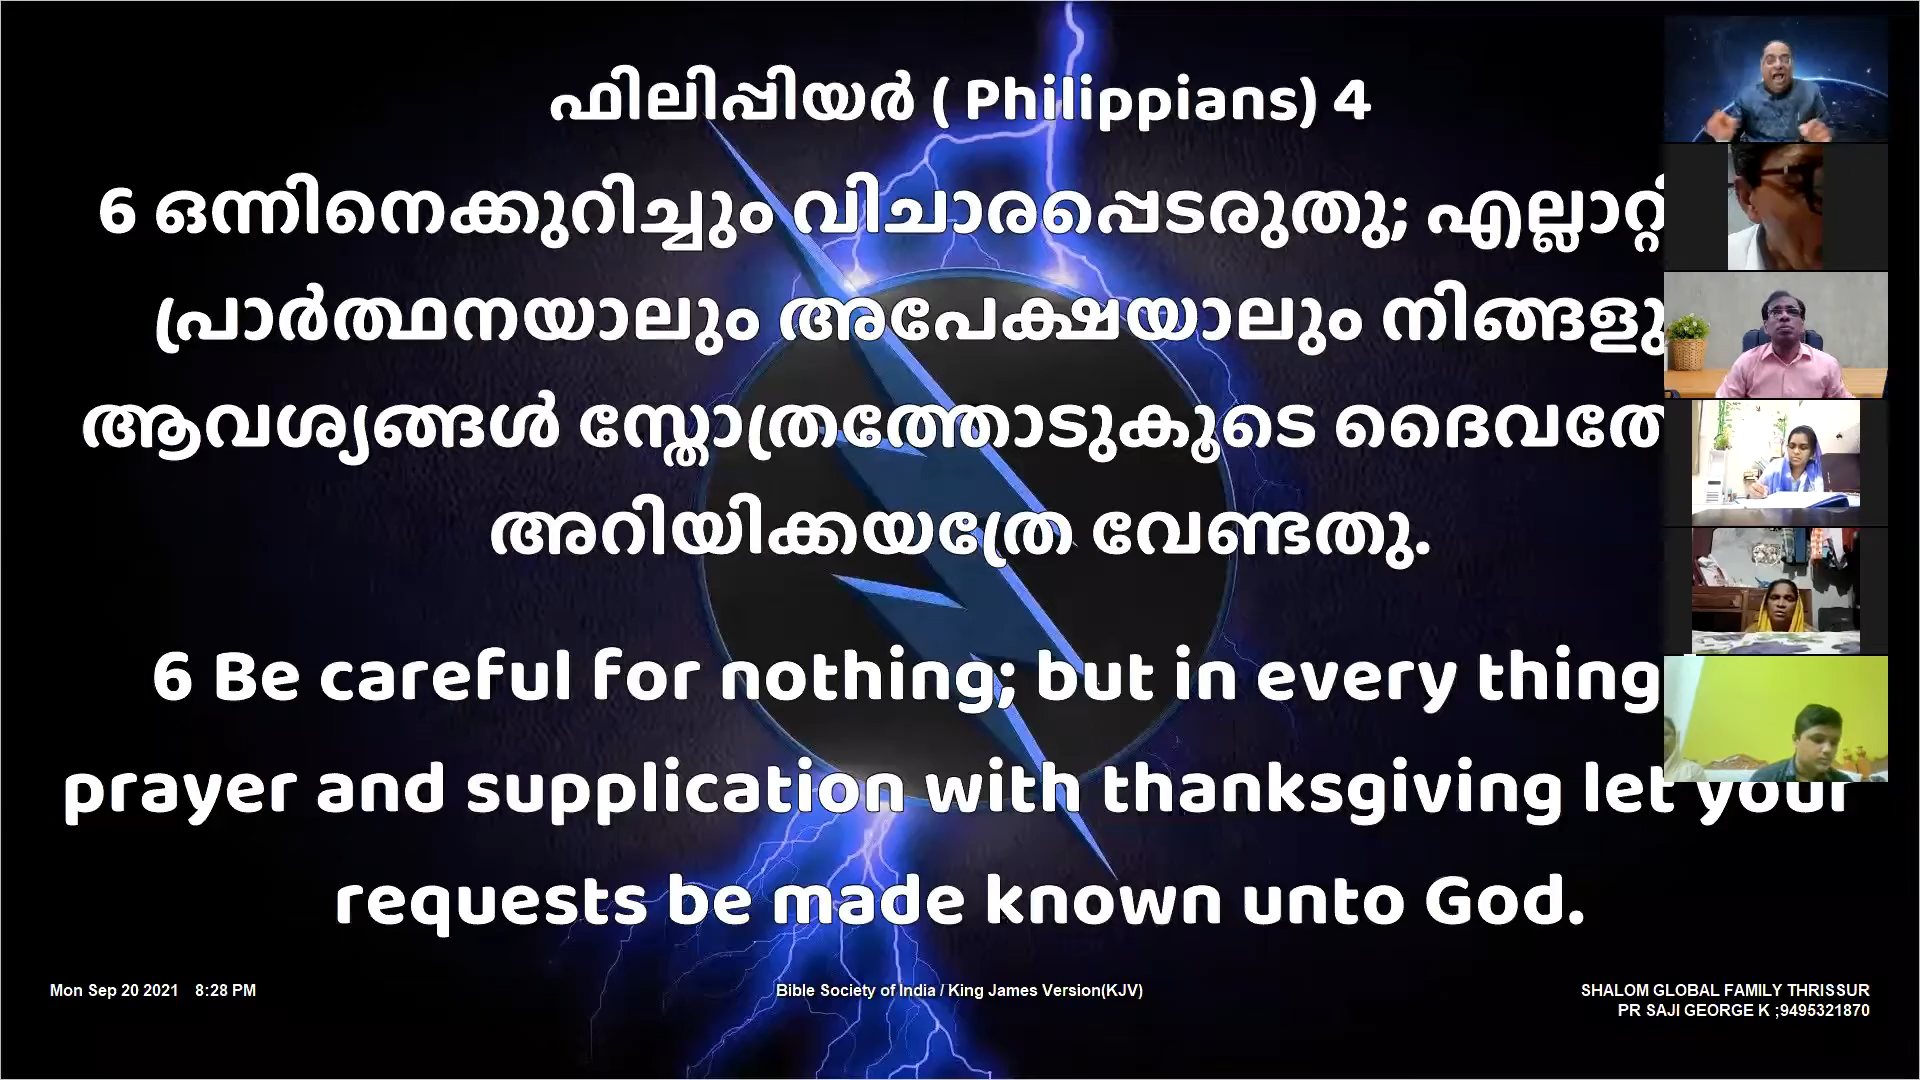 ഫിലിപ്പിയർ ( Philippians) 4
6 ഒന്നിനെക്കുറിച്ചും വിചാരപ്പെടരുതു;
പ്രാർത്ഥനയാലും അപേക്ഷയാലും
ആവശ്യങ്ങൾ സ്തോത്രത്തോടുകൂടെ
അറിയിക്കയത്രേ വേണ്ടതു.
6 Be careful for nothing; but in every thing
prayer and supplication with thanksgiving let your
requests be made known unto God.
Mon Sep 20 2021 8:28 PM
Bible Society of India / King James Version(KJV)
SHALOM GLOBAL FAMILY THRISSUR
PR SAJI GEORGE K ;9495321870